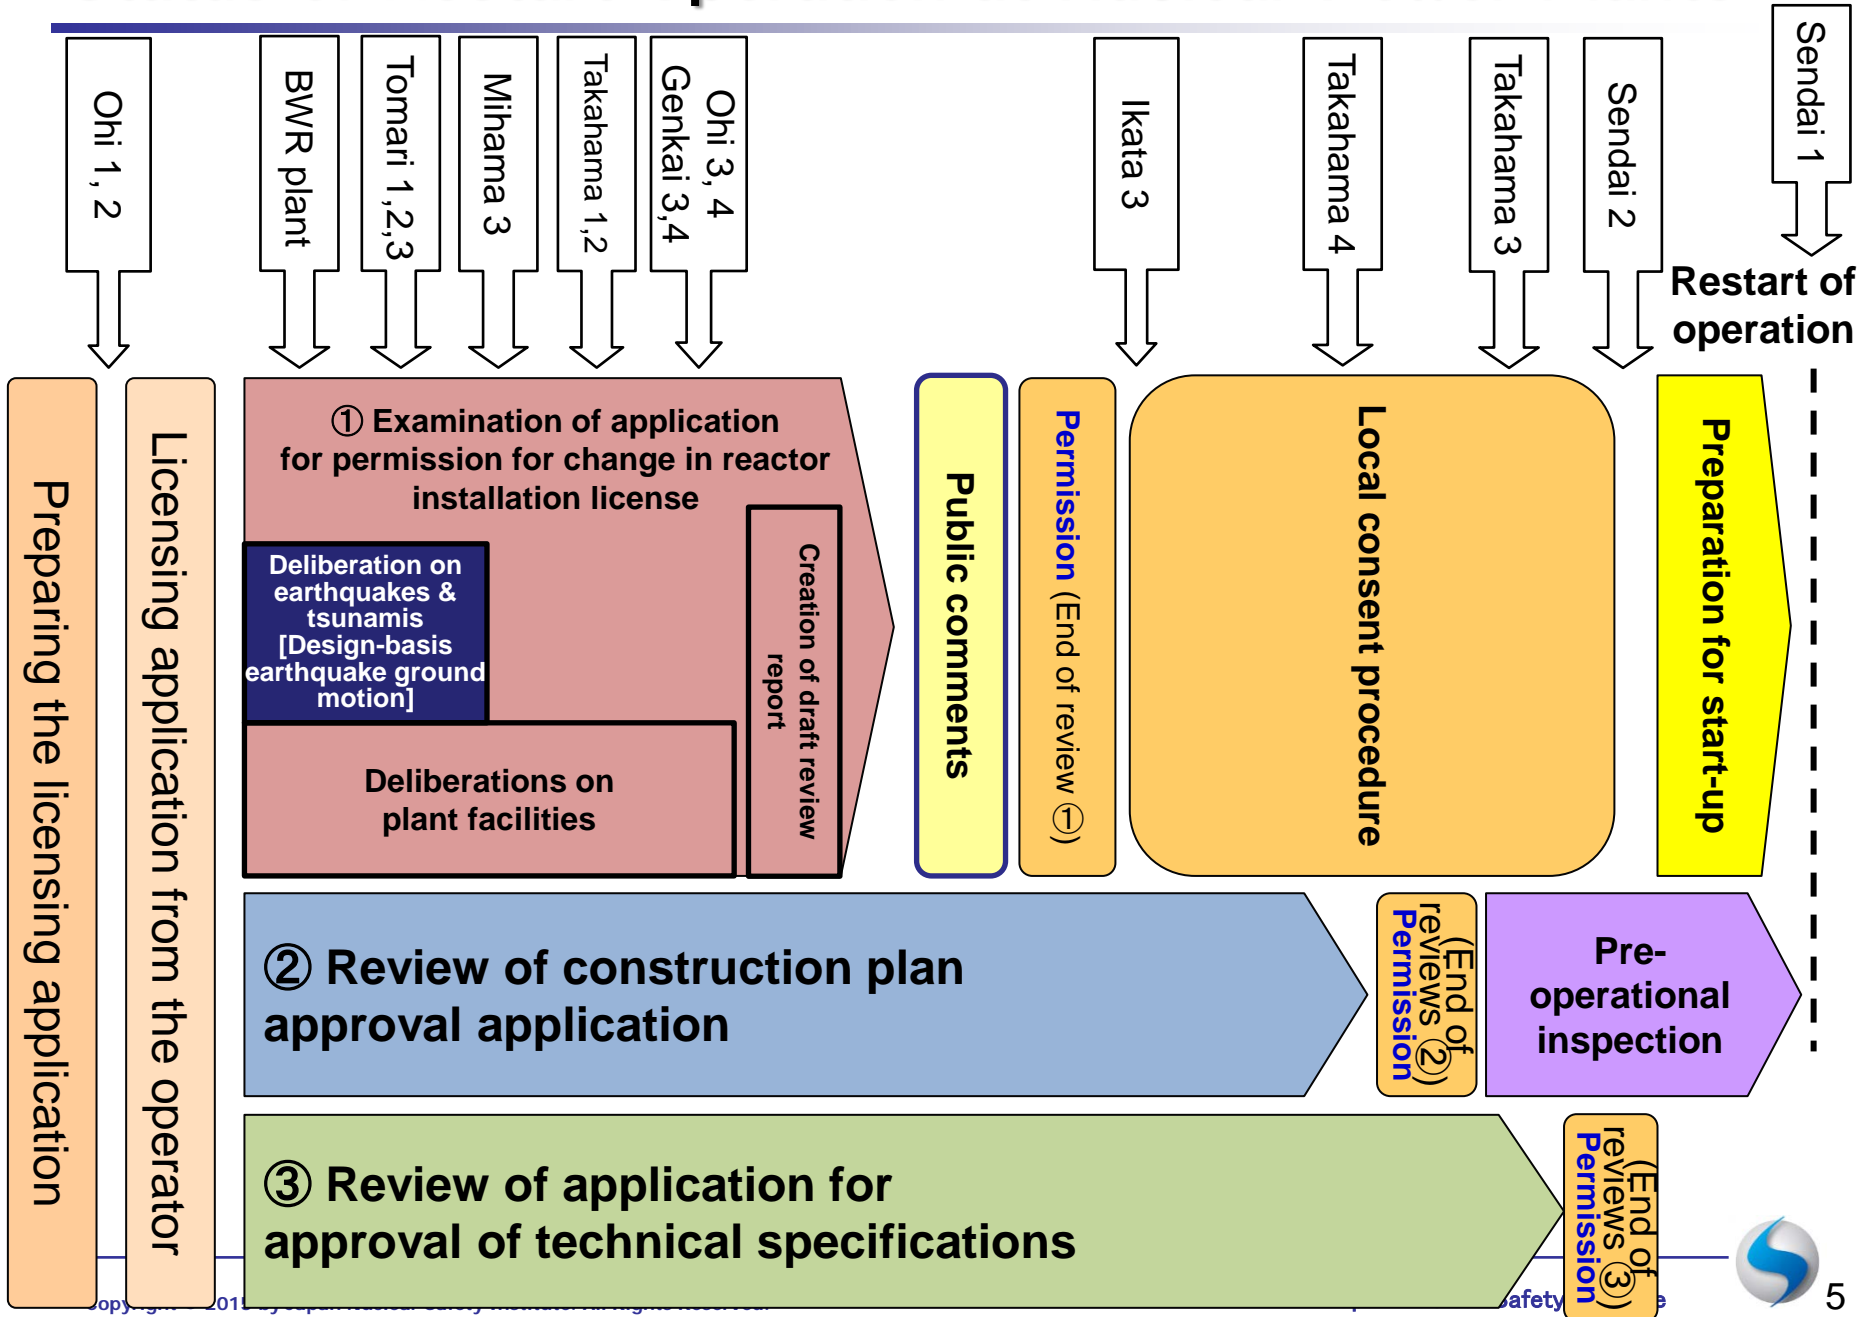 Ohi 1, 2
BWR plant
Tomari 1,2,3
Mihama 3
Takahama 1,2
Ohi 3, 4
Genkai 3,4
Ikata 3
Takahama 4
Takahama 3
Sendai 2
Sendai 1
Restart of
operation
Preparing the licensing application
Licensing application from the operator
① Examination of application
for permission for change in reactor
installation license
Deliberation on
earthquakes &
tsunamis
[Design-basis
earthquake ground
motion]
Deliberations on
plant facilities
Creation of draft review
report
Public comments
Permission (End of review ①)
Local consent procedure
Preparation for start-up
② Review of construction plan
approval application
(End of
reviews ②)
Permission
Pre-
operational
inspection
③ Review of application for
approval of technical specifications
(End of
reviews ③)
Permission
5